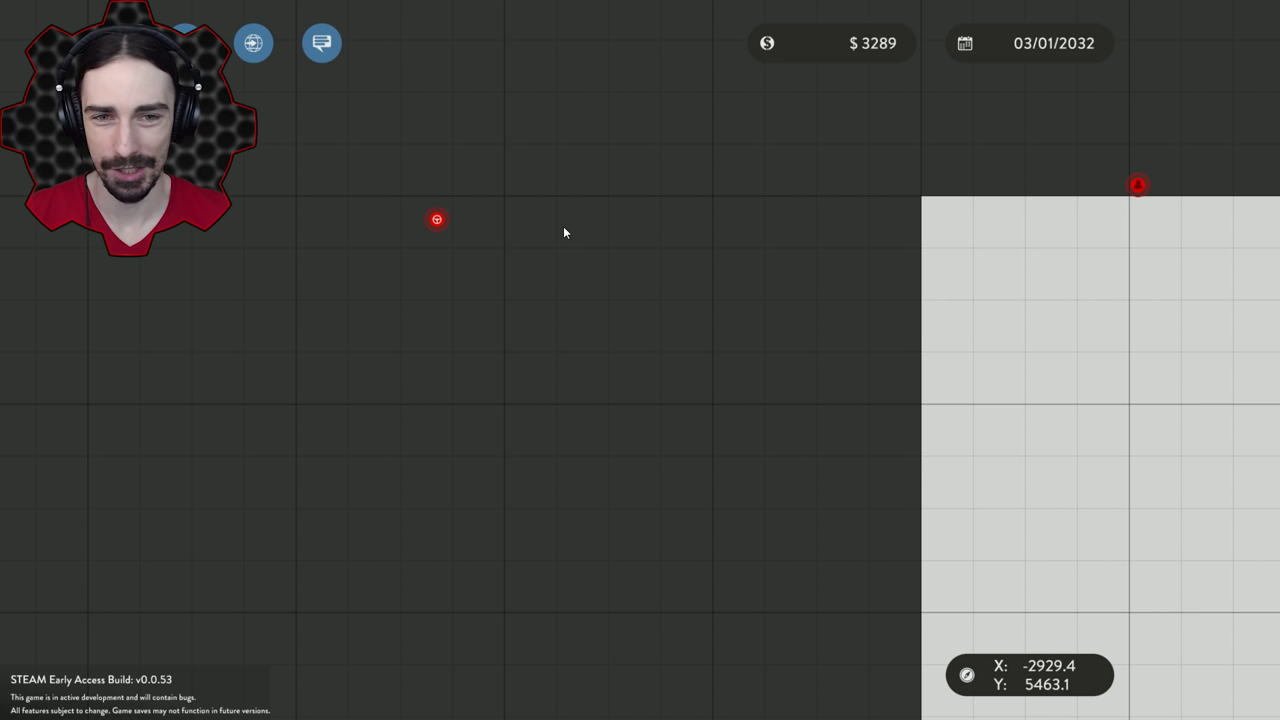 $ 3289
03/01/2032
X: -2929.4
Y: 5463.1
STEAM Early Access Build: v0.0.53
This game is in active development and will contain bugs.
All features subject to change. Game saves may not function in future versions.